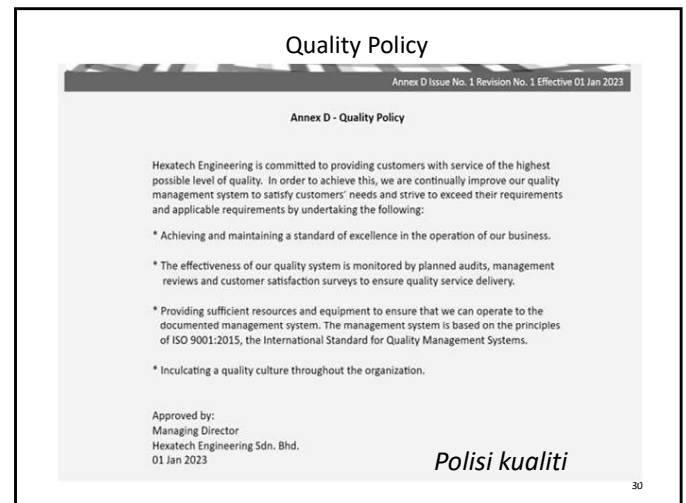 Quality Policy
Annex D Issue No. 1 Revision No. 1 Effective 01 Jan 2023
Annex D - Quality Policy
Hexatech Engineering is committed to providing customers with service of the highest
possible level of quality. In order to achieve this, we are continually improve our quality
management system to satisfy customers' needs and strive to exceed their requirements
and applicable requirements by undertaking the following:
* Achieving and maintaining a standard of excellence in the operation of our business.
* The effectiveness of our quality system is monitored by planned audits, management
reviews and customer satisfaction surveys to ensure quality service delivery.
* Providing sufficient resources and equipment to ensure that we can operate to the
documented management system. The management system is based on the principles
of ISO 9001:2015, the International Standard for Quality Management Systems.
* Inculcating a quality culture throughout the organization.
Approved by:
Managing Director
Hexatech Engineering Sdn. Bhd.
01 Jan 2023
Polisi kualiti
30